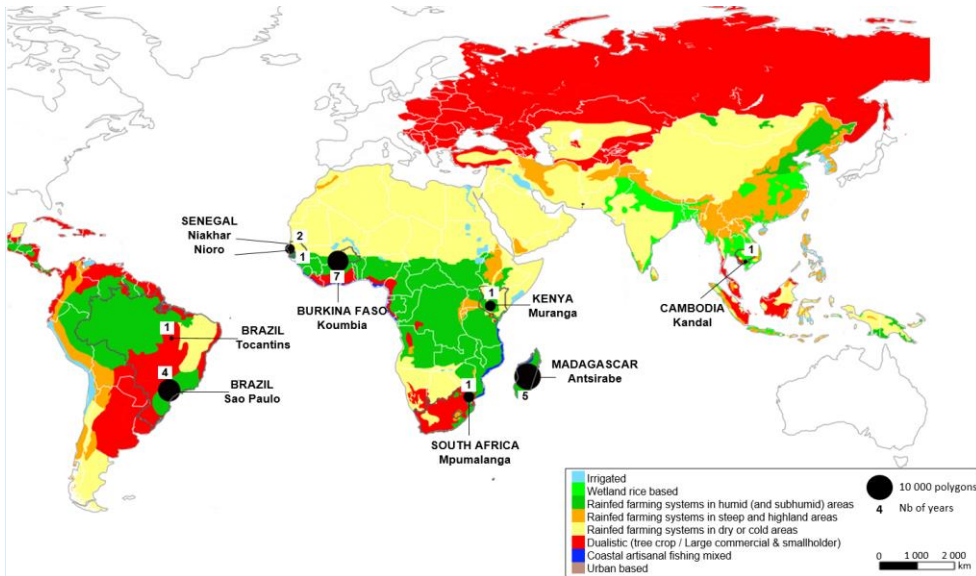 SENEGAL
Niakhar
Nioro
2
1
7
BURKINA FASO
Koumbia
1
KENYA
Muranga
1
CAMBODIA
Kandal
1
BRAZIL
Tocantins
4
BRAZIL
Sao Paulo
MADAGASCAR
Antsirabe
5
1
SOUTH AFRICA
Mpumalanga
Irrigated
Wetland rice based
Rainfed farming systems in humid (and subhumid) areas
Rainfed farming systems in steep and highland areas
Rainfed farming systems in dry or cold areas
Dualistic (tree crop / Large commercial & smallholder)
Coastal artisanal fishing mixed
Urban based
10 000 polygons
4 Nb of years
0 1 000 2 000
km